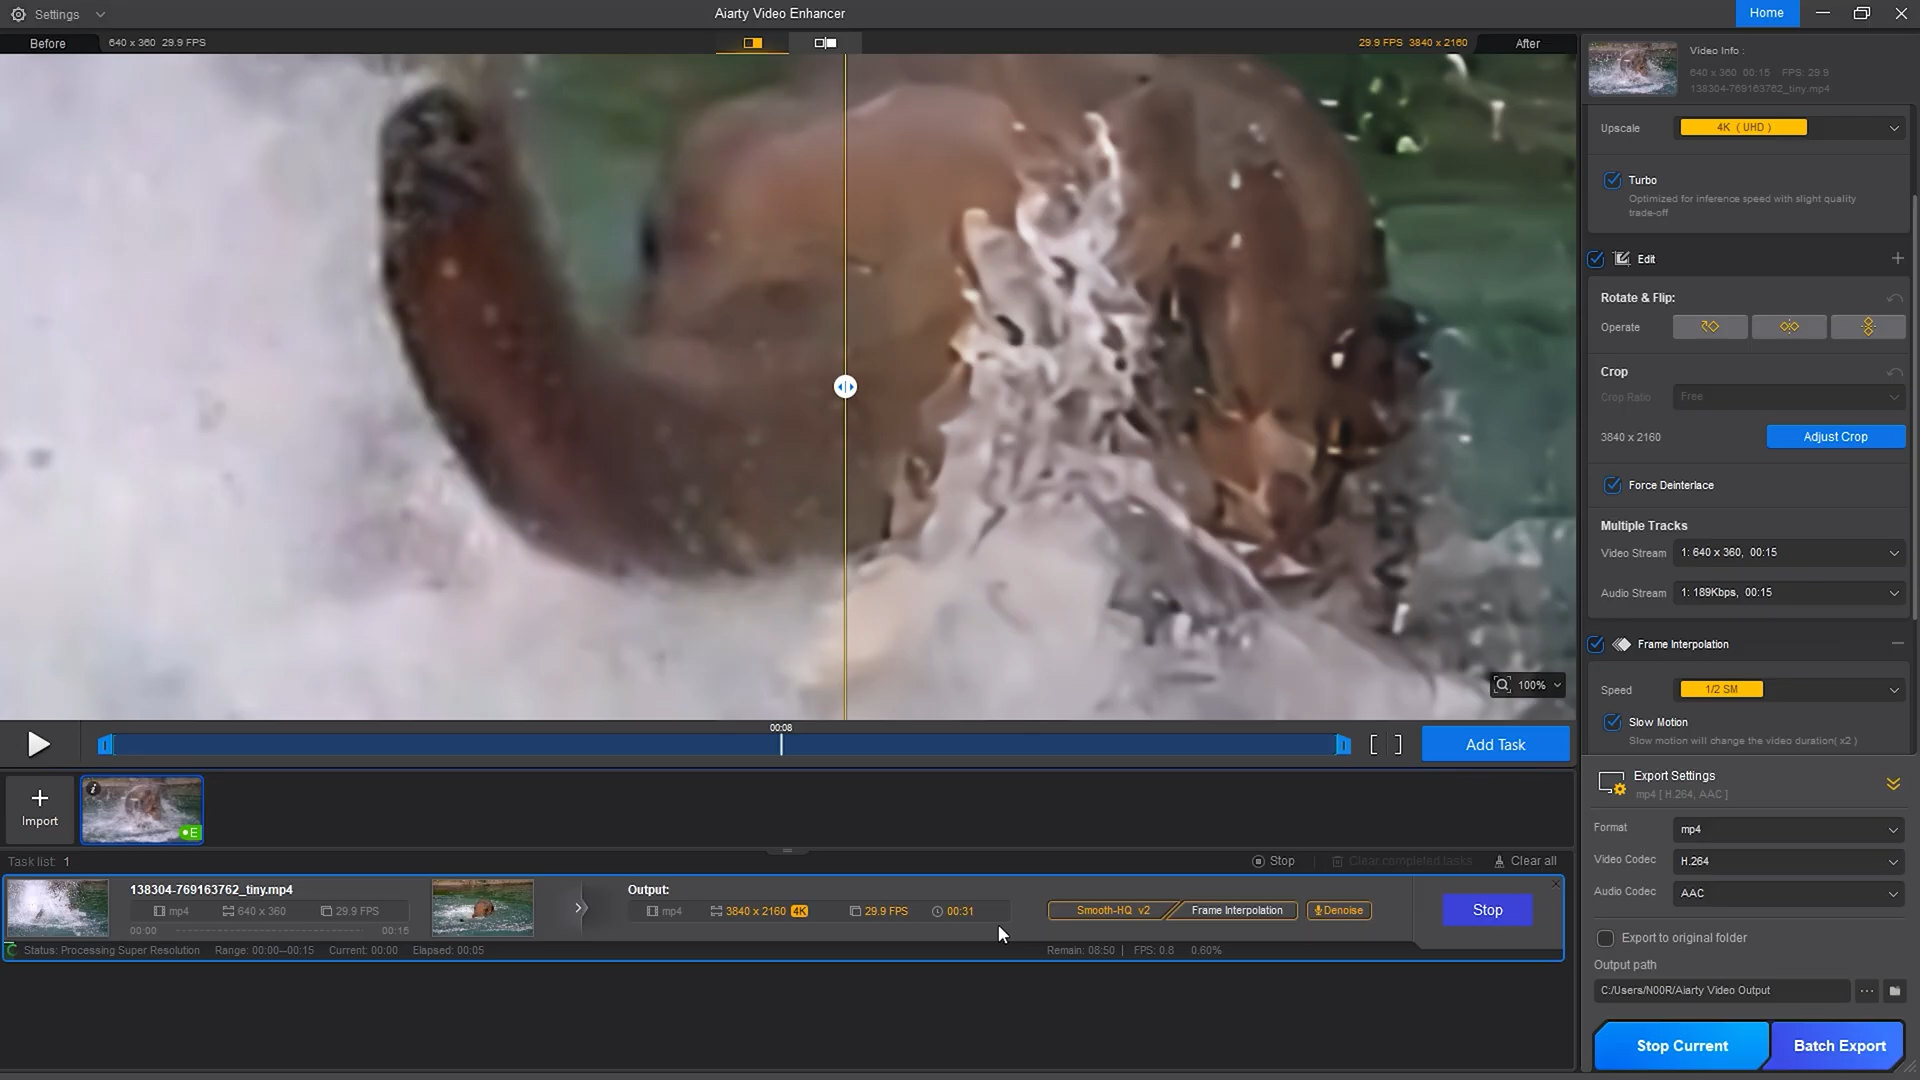 Settings
Aiarty Video Enhancer
Home
Before
640 x 360 29.9 FPS
29.9 FPS 3840 x 2160
After
Video Info :
640 x 360 00:15 FPS: 29.9
138304-769163762_tiny.mp4
Upscale
4K ( UHD )
Turbo
Optimized for inference speed with slight quality
trade-off
Edit
Rotate & Flip:
Operate
Crop
Crop Ratio
Free
3840 x 2160
Adjust Crop
Force Deinterlace
Multiple Tracks
Video Stream
1: 640 x 360, 00:15
Audio Stream
1: 189Kbps, 00:15
Frame Interpolation
Speed
1/2 SM
Slow Motion
Slow motion will change the video duration( x2 )
100%
00:08
Add Task
Import
E
Task list: 1
Stop
Clear completed tasks
Clear all
138304-769163762_tiny.mp4
mp4
640 x 360
29.9 FPS
00:00
00:15
Output:
mp4
3840 x 2160 4K
29.9 FPS
00:31
Smooth-HQ v2
Frame Interpolation
Denoise
Stop
Status: Processing Super Resolution Range: 00:00--00:15 Current: 00:00 Elapsed: 00:05
Remain: 08:50 | FPS: 0.8 0.60%
Export Settings
mp4 [ H.264, AAC ]
Format
mp4
Video Codec
H.264
Audio Codec
AAC
Export to original folder
Output path
C:/Users/N00R/Aiarty Video Output
...
Stop Current
Batch Export